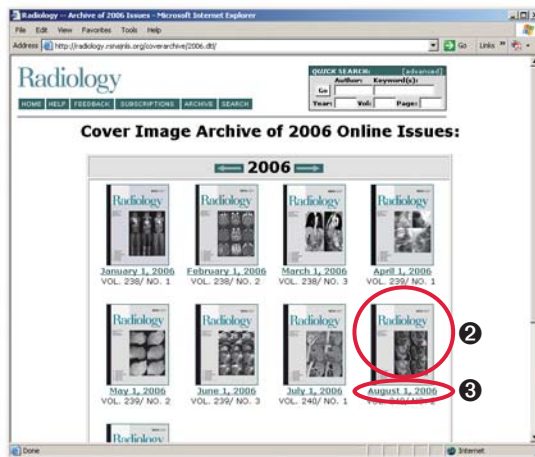 Radiology -- Archive of 2006 Issues - Microsoft Internet Explorer
File Edit View Favorites Tools Help
Address http://radiology.rsnajnls.org/coverarchive/2006.dtl/ Go Links »
Radiology
QUICK SEARCH: [advanced]
Author: Keyword(s):
Go
Year: Vol: Page:
HOME HELP FEEDBACK SUBSCRIPTIONS ARCHIVE SEARCH
Cover Image Archive of 2006 Online Issues:
2006
Radiology Radiology Radiology Radiology
January 1, 2006 February 1, 2006 March 1, 2006 April 1, 2006
VOL. 238/ NO. 1 VOL. 238/ NO. 2 VOL. 238/ NO. 3 VOL. 239/ NO. 1
Radiology Radiology Radiology Radiology
❷
May 1, 2006 June 1, 2006 July 1, 2006 August 1, 2006
❸
VOL. 239/ NO. 2 VOL. 239/ NO. 3 VOL. 240/ NO. 1 VOL. 240/ NO. 2
Radiology
Done Internet